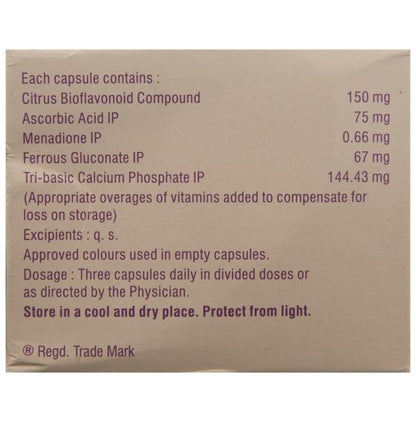 Each capsule contains :
Citrus Bioflavonoid Compound 150 mg
Ascorbic Acid IP 75 mg
Menadione IP 0.66 mg
Ferrous Gluconate IP 67 mg
Tri-basic Calcium Phosphate IP 144.43 mg
(Appropriate overages of vitamins added to compensate for
loss on storage)
Excipients : q. s.
Approved colours used in empty capsules.
Dosage : Three capsules daily in divided doses or
as directed by the Physician.
Store in a cool and dry place. Protect from light.
® Regd. Trade Mark